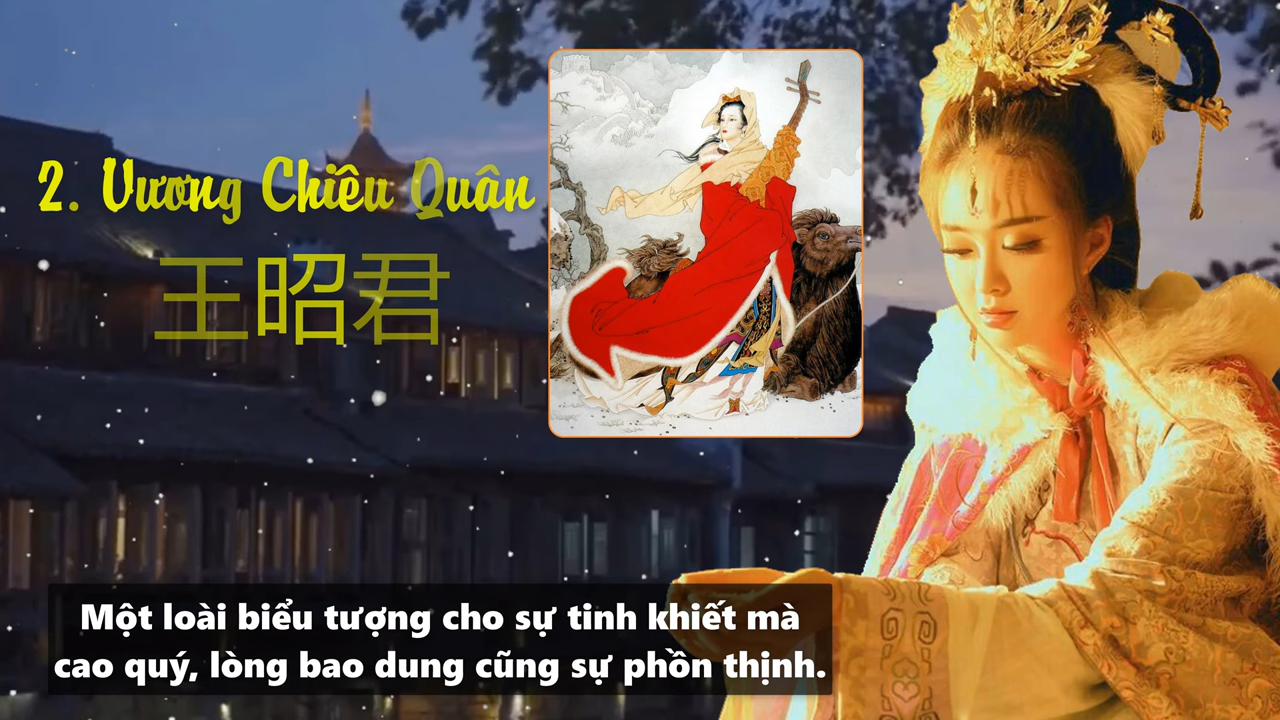 2. Vương Chiêu Quân
王昭君
Một loài biểu tượng cho sự tinh khiết mà
cao quý, lòng bao dung cũng sự phồn thịnh.